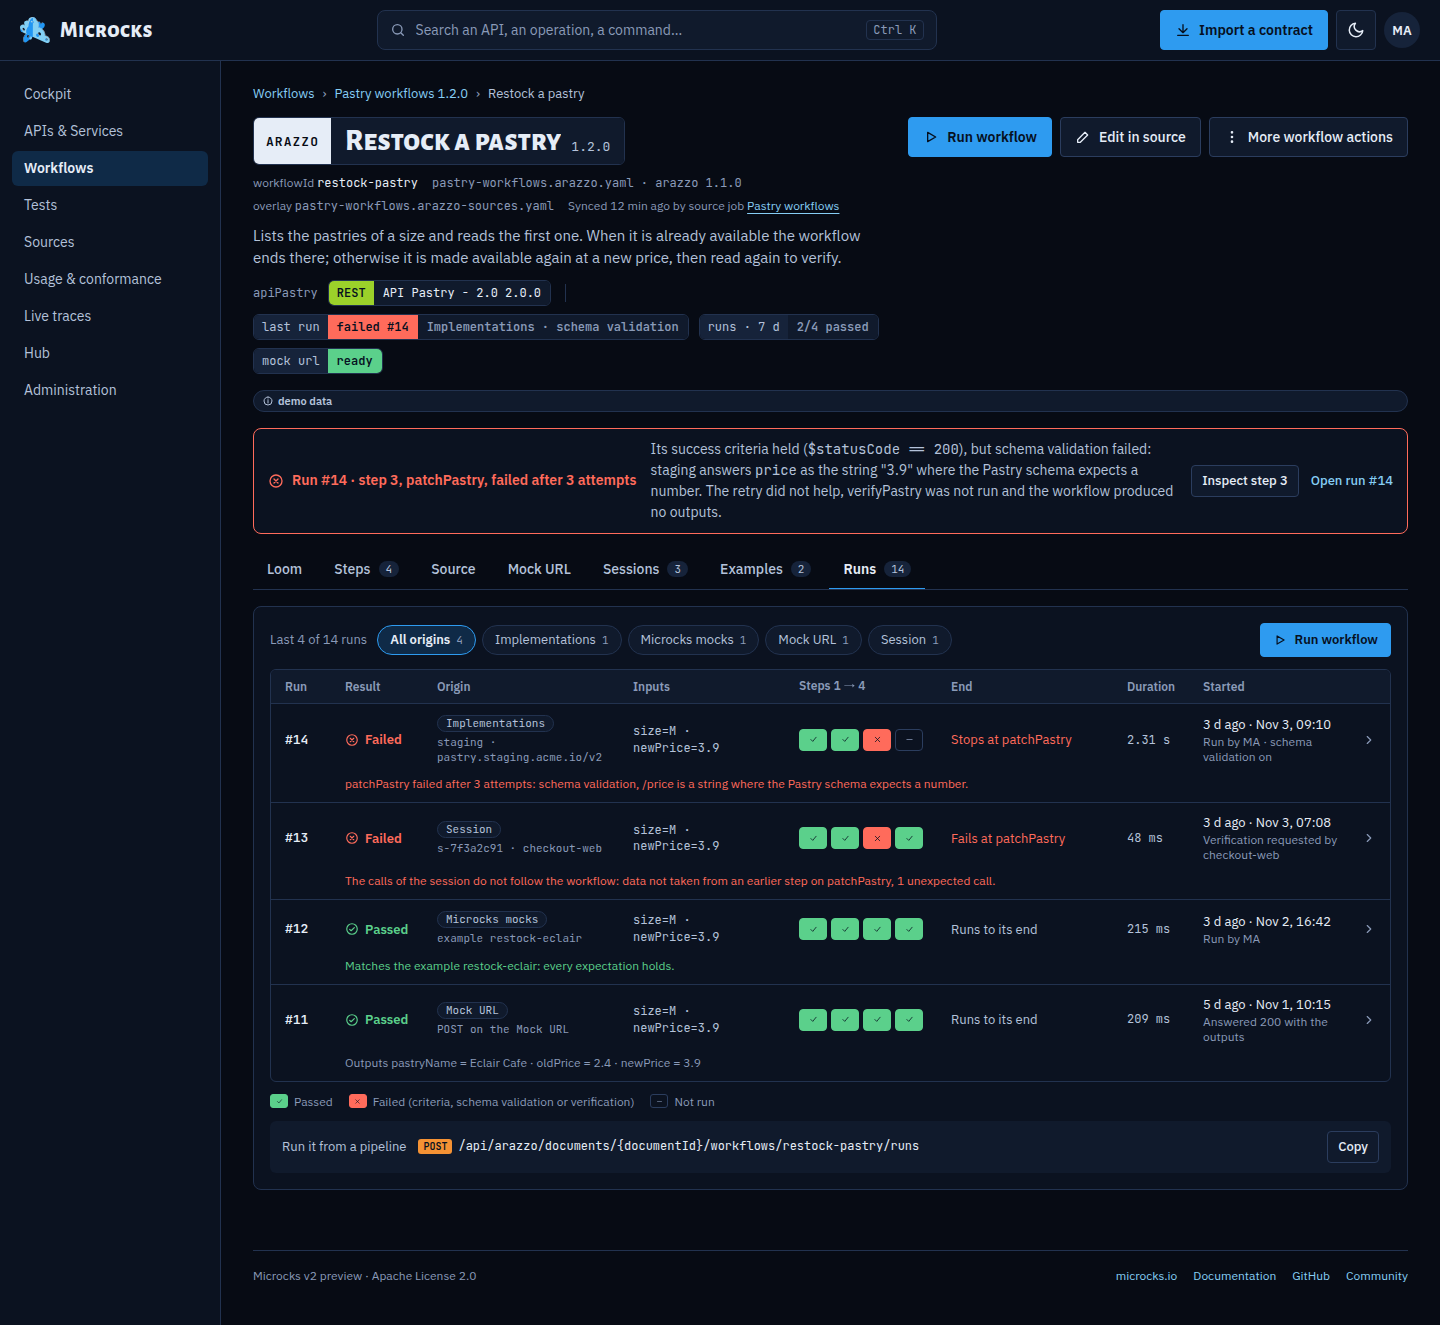 Microcks
Search an API, an operation, a command...
Ctrl K
Import a contract
MA
Cockpit
APIs & Services
Workflows
Tests
Sources
Usage & conformance
Live traces
Hub
Administration
Workflows › Pastry workflows 1.2.0 › Restock a pastry
ARAZZO Restock a pastry 1.2.0
Run workflow
Edit in source
More workflow actions
workflowId restock-pastry pastry-workflows.arazzo.yaml · arazzo 1.1.0
overlay pastry-workflows.arazzo-sources.yaml Synced 12 min ago by source job Pastry workflows
Lists the pastries of a size and reads the first one. When it is already available the workflow
ends there; otherwise it is made available again at a new price, then read again to verify.
apiPastry REST API Pastry - 2.0 2.0.0
last run failed #14 Implementations · schema validation
runs · 7 d 2/4 passed
mock url ready
demo data
Run #14 · step 3, patchPastry, failed after 3 attempts
Its success criteria held ($statusCode == 200), but schema validation failed:
staging answers price as the string "3.9" where the Pastry schema expects a
number. The retry did not help, verifyPastry was not run and the workflow produced
no outputs.
Inspect step 3
Open run #14
Loom
Steps 4
Source
Mock URL
Sessions 3
Examples 2
Runs 14
Last 4 of 14 runs
All origins 4
Implementations 1
Microcks mocks 1
Mock URL 1
Session 1
Run workflow
Run Result Origin Inputs Steps 1 → 4 End Duration Started
#14
Failed
Implementations
staging ·
pastry.staging.acme.io/v2
size=M ·
newPrice=3.9
Stops at patchPastry
2.31 s
3 d ago · Nov 3, 09:10
Run by MA · schema
validation on
patchPastry failed after 3 attempts: schema validation, /price is a string where the Pastry schema expects a number.
#13
Failed
Session
s-7f3a2c91 · checkout-web
size=M ·
newPrice=3.9
Fails at patchPastry
48 ms
3 d ago · Nov 3, 07:08
Verification requested by
checkout-web
The calls of the session do not follow the workflow: data not taken from an earlier step on patchPastry, 1 unexpected call.
#12
Passed
Microcks mocks
example restock-eclair
size=M ·
newPrice=3.9
Runs to its end
215 ms
3 d ago · Nov 2, 16:42
Run by MA
Matches the example restock-eclair: every expectation holds.
#11
Passed
Mock URL
POST on the Mock URL
size=M ·
newPrice=3.9
Runs to its end
209 ms
5 d ago · Nov 1, 10:15
Answered 200 with the
outputs
Outputs pastryName = Eclair Cafe · oldPrice = 2.4 · newPrice = 3.9
Passed
Failed (criteria, schema validation or verification)
Not run
Run it from a pipeline POST /api/arazzo/documents/{documentId}/workflows/restock-pastry/runs
Copy
Microcks v2 preview · Apache License 2.0
microcks.io Documentation GitHub Community